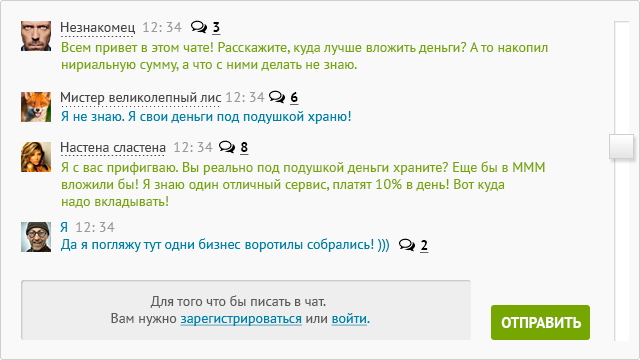 Незнакомец 12:34 3
Всем привет в этом чате! Расскажите, куда лучше вложить деньги? А то накопил
нириальную сумму, а что с ними делать не знаю.
Мистер великолепный лис 12:34 6
Я не знаю. Я свои деньги под подушкой храню!
Настена сластена 12:34 8
Я с вас прифигваю. Вы реально под подушкой деньги храните? Еще бы в МММ
вложили бы! Я знаю один отличный сервис, платят 10% в день! Вот куда
надо вкладывать!
Я 12:34
Да я погляжу тут одни бизнес воротилы собрались! ))) 2
Для того что бы писать в чат.
Вам нужно зарегистрироваться или войти.
ОТПРАВИТЬ